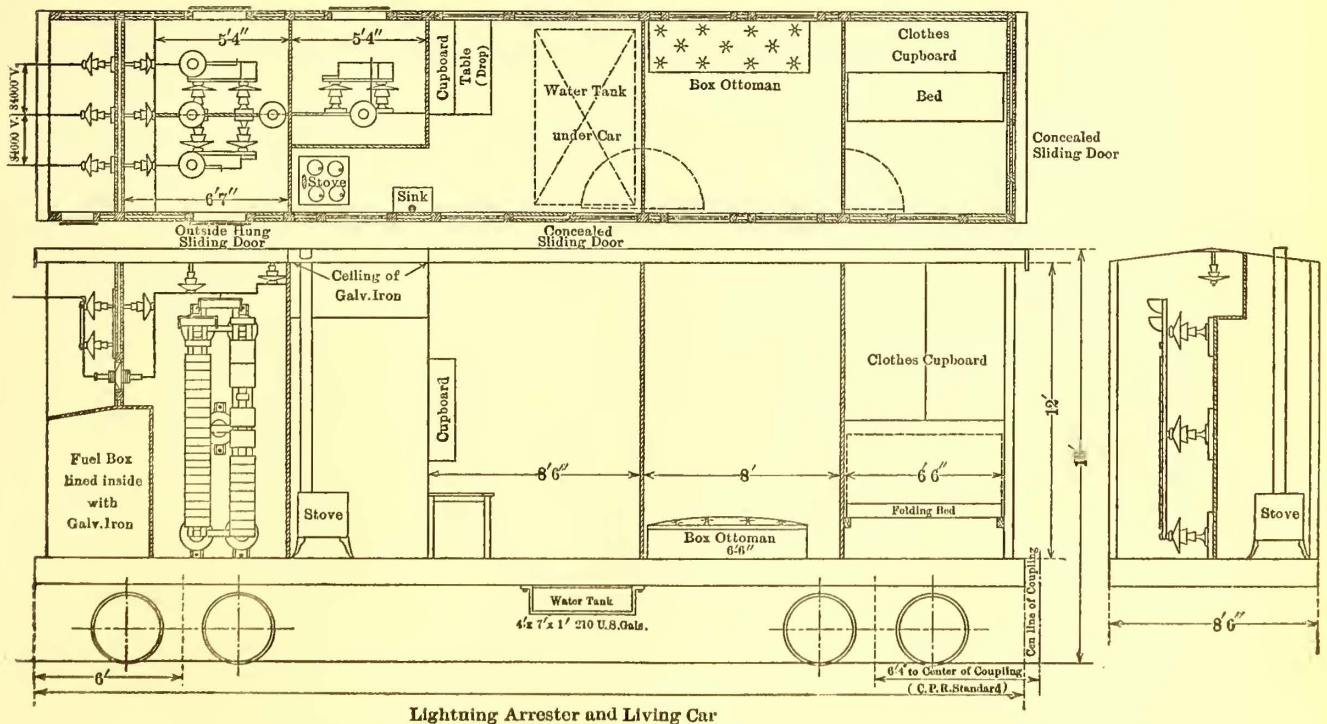 5'4"
5'4"
34000 V.
34000 V.
6'7"
Cupboard
Table
(Drop)
Stove
Sink
Water Tank
under Car
Box Ottoman
Clothes
Cupboard
Bed
Concealed
Sliding Door
Outside Hung
Sliding Door
Concealed
Sliding Door
Ceiling of
Galv.Iron
Fuel Box
lined inside
with
Galv.Iron
Stove
Cupboard
8'6"
8'
6'6"
Clothes Cupboard
Folding Bed
Box Ottoman
6'6"
12'
Stove
Water Tank
4'x 7'x 1' 210 U.S.Gals.
Cen line of Coupling
8'6"
6'
6'4" to Center of Coupling
(C.P.R.Standard)
Lightning Arrester and Living Car